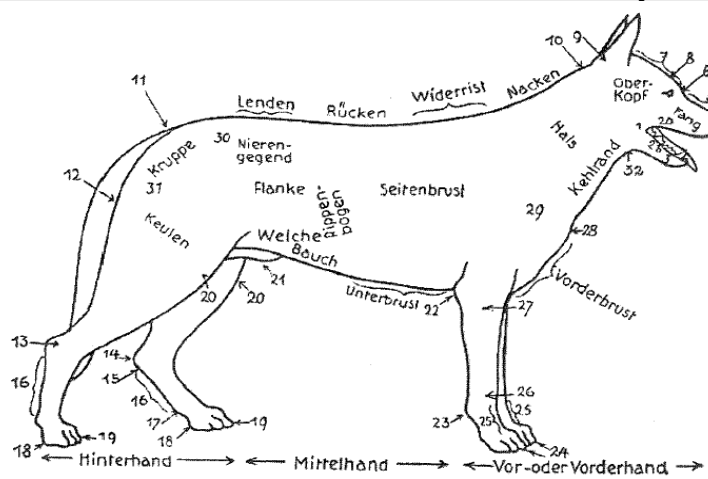 9
10
7
8
6
11
Lenden
Rücken
Widerrist
Nacken
Ober-
Kopf
Fang
20
Hals
30
Nieren-
gegend
Kruppe
31
12
Flanke
Rippen-
bogen
Seitenbrust
Kehlrand
32
29
28
Keulen
Welche
Bauch
21
20
20
Unterbrust
22
27
Vorderbrust
13
14
15
16
16
17
18
19
18
19
23
26
25
25
24
Hinterhand
Mittelhand
Vor-oder Vorderhand